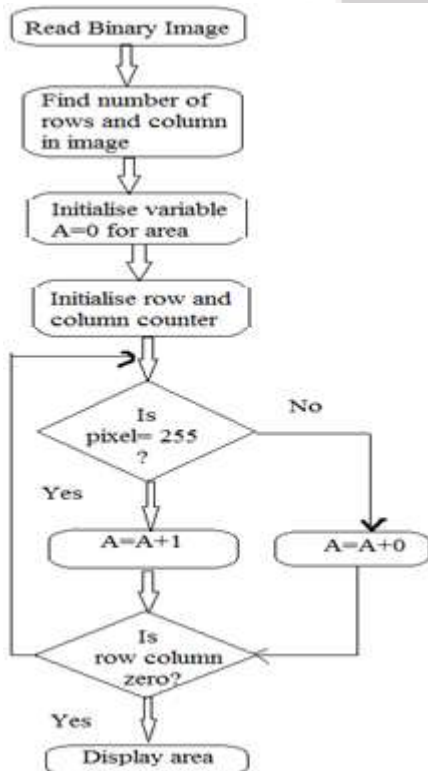 Read Binary Image
Find number of
rows and column
in image
Initialise variable
A=0 for area
Initialise row and
column counter
Is
pixel= 255
?
No
Yes
A=A+1
A=A+0
Is
row column
zero?
Yes
Display area